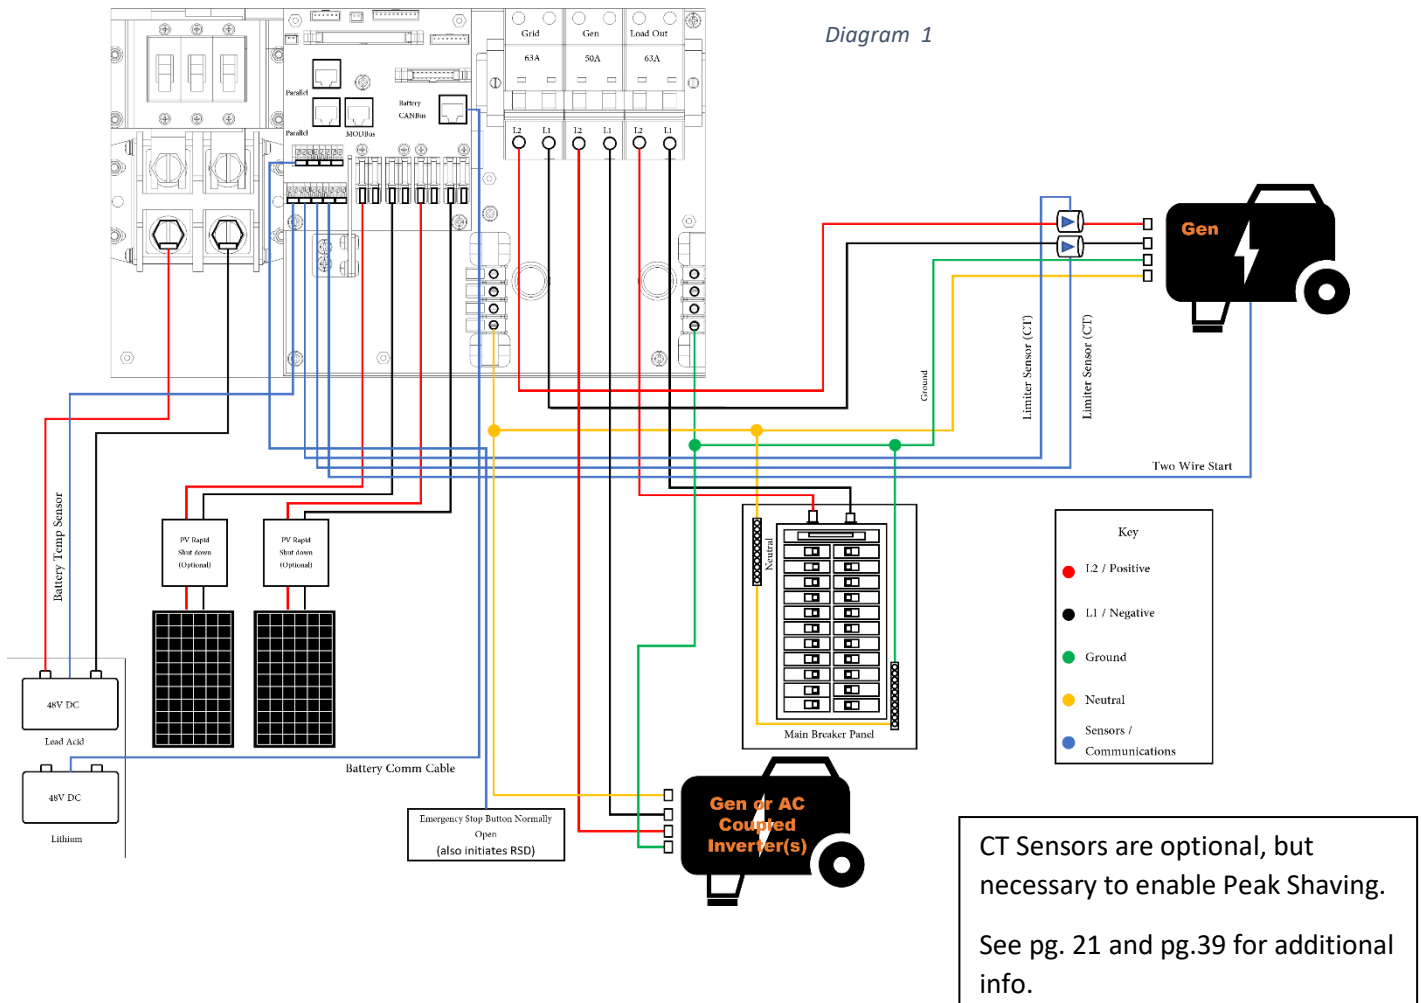 Diagram 1
Grid
Gen
Load Out
63A
50A
63A
Parallel
Battery
CANBus
Parallel
MODBus
L2
L1
L2
L1
L2
L1
Gen
Limiter Sensor (CT)
Limiter Sensor (CT)
Ground
Two Wire Start
Battery Temp Sensor
PV Rapid
Shut down
(Optional)
PV Rapid
Shut down
(Optional)
Neutral
Key
L2 / Positive
L1 / Negative
Ground
Neutral
Sensors /
Communications
48V DC
Lead Acid
Main Breaker Panel
Battery Comm Cable
48V DC
Lithium
Emergency Stop Button Normally
Open
(also initiates RSD)
Gen or AC
Coupled
Inverter(s)
CT Sensors are optional, but
necessary to enable Peak Shaving.
See pg. 21 and pg.39 for additional
info.